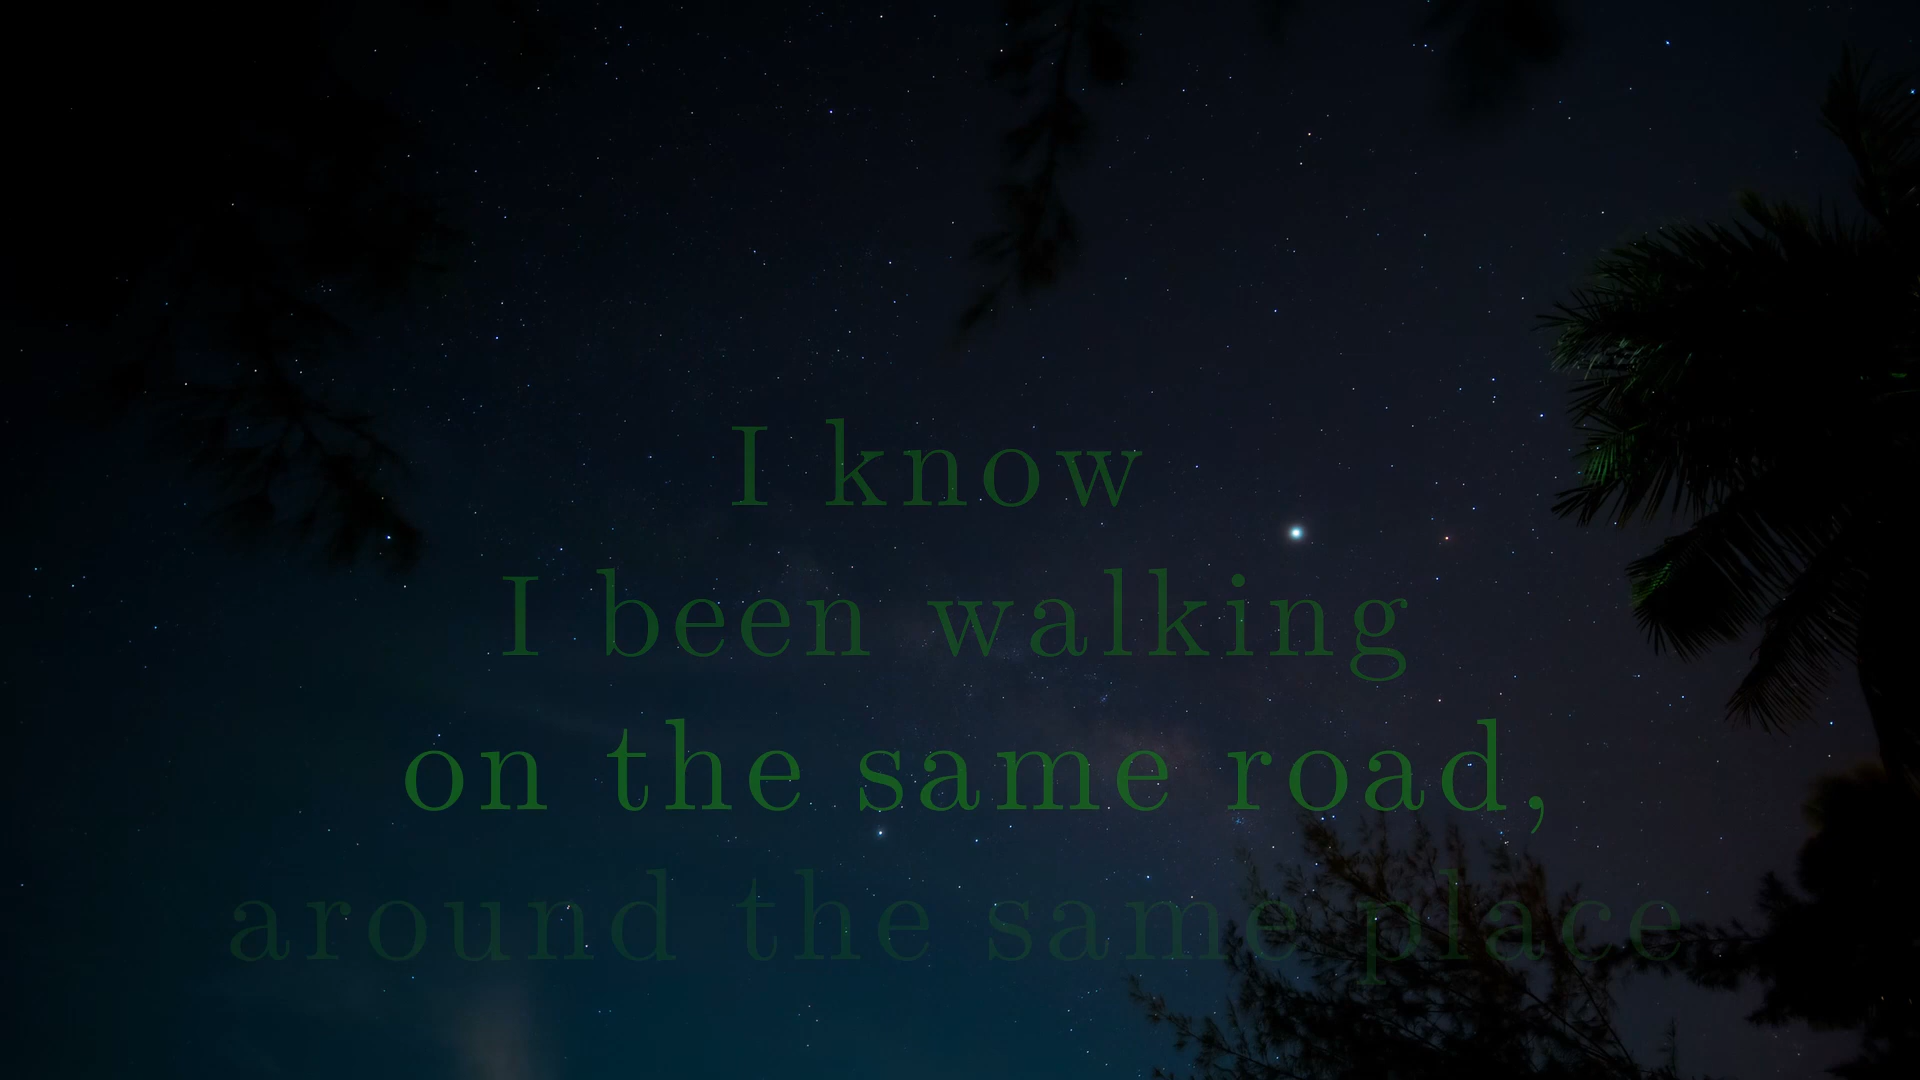 I know
I been walking
on the same road,
around the same place